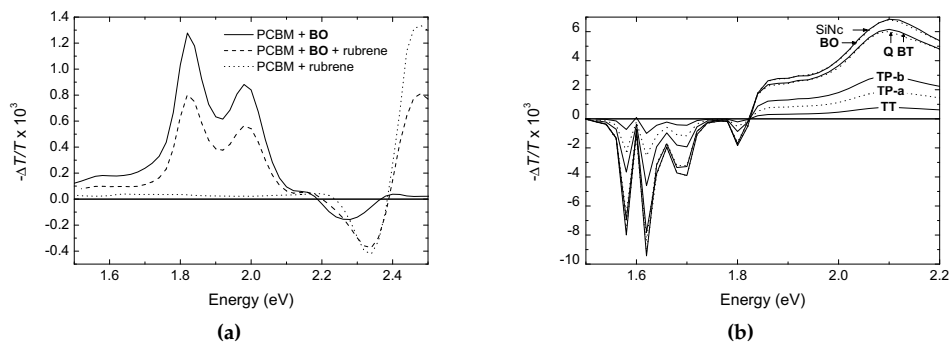 1.4
1.2
1.0
0.8
0.6
0.4
0.2
0.0
-0.2
-0.4
-ΔT/T x 10³
PCBM + BO
PCBM + BO + rubrene
PCBM + rubrene
1.6 1.8 2.0 2.2 2.4
Energy (eV)
(a)
6
4
2
0
-2
-4
-6
-8
-10
-ΔT/T x 10³
SiNc
BO
Q BT
TP-b
TP-a
TT
1.6 1.8 2.0 2.2
Energy (eV)
(b)